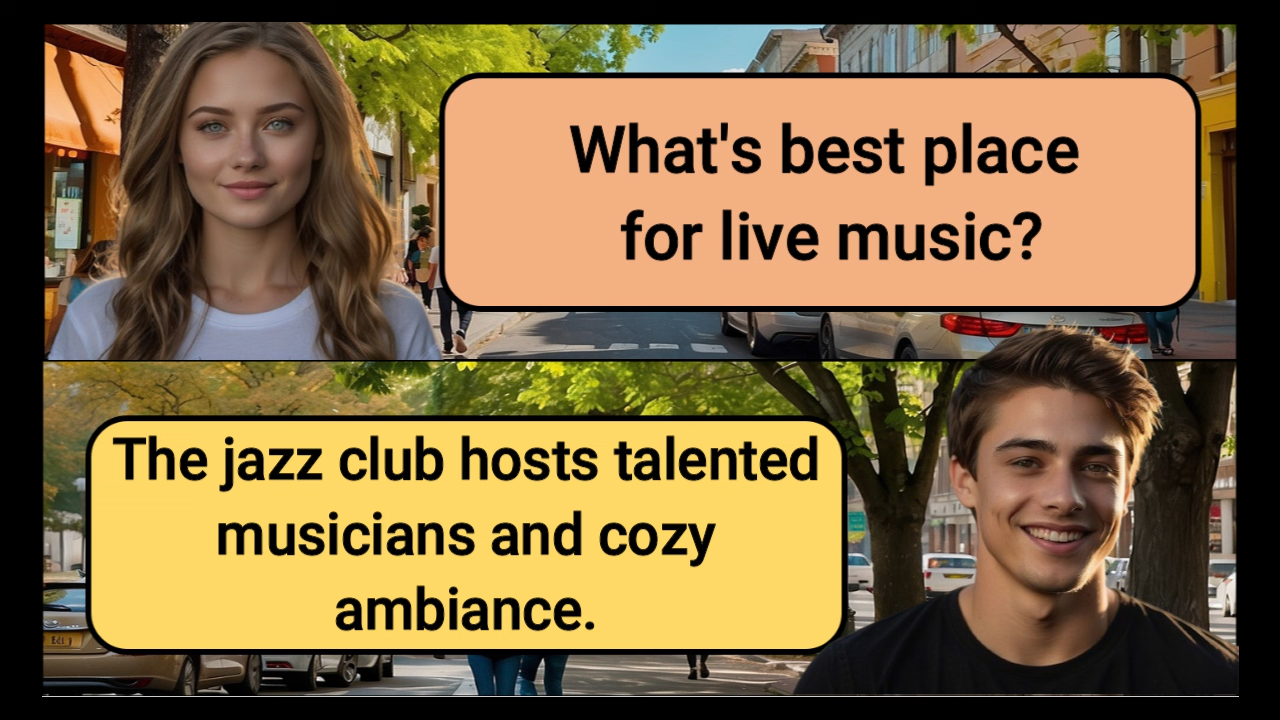 What's best place
for live music?
The jazz club hosts talented
musicians and cozy
ambiance.